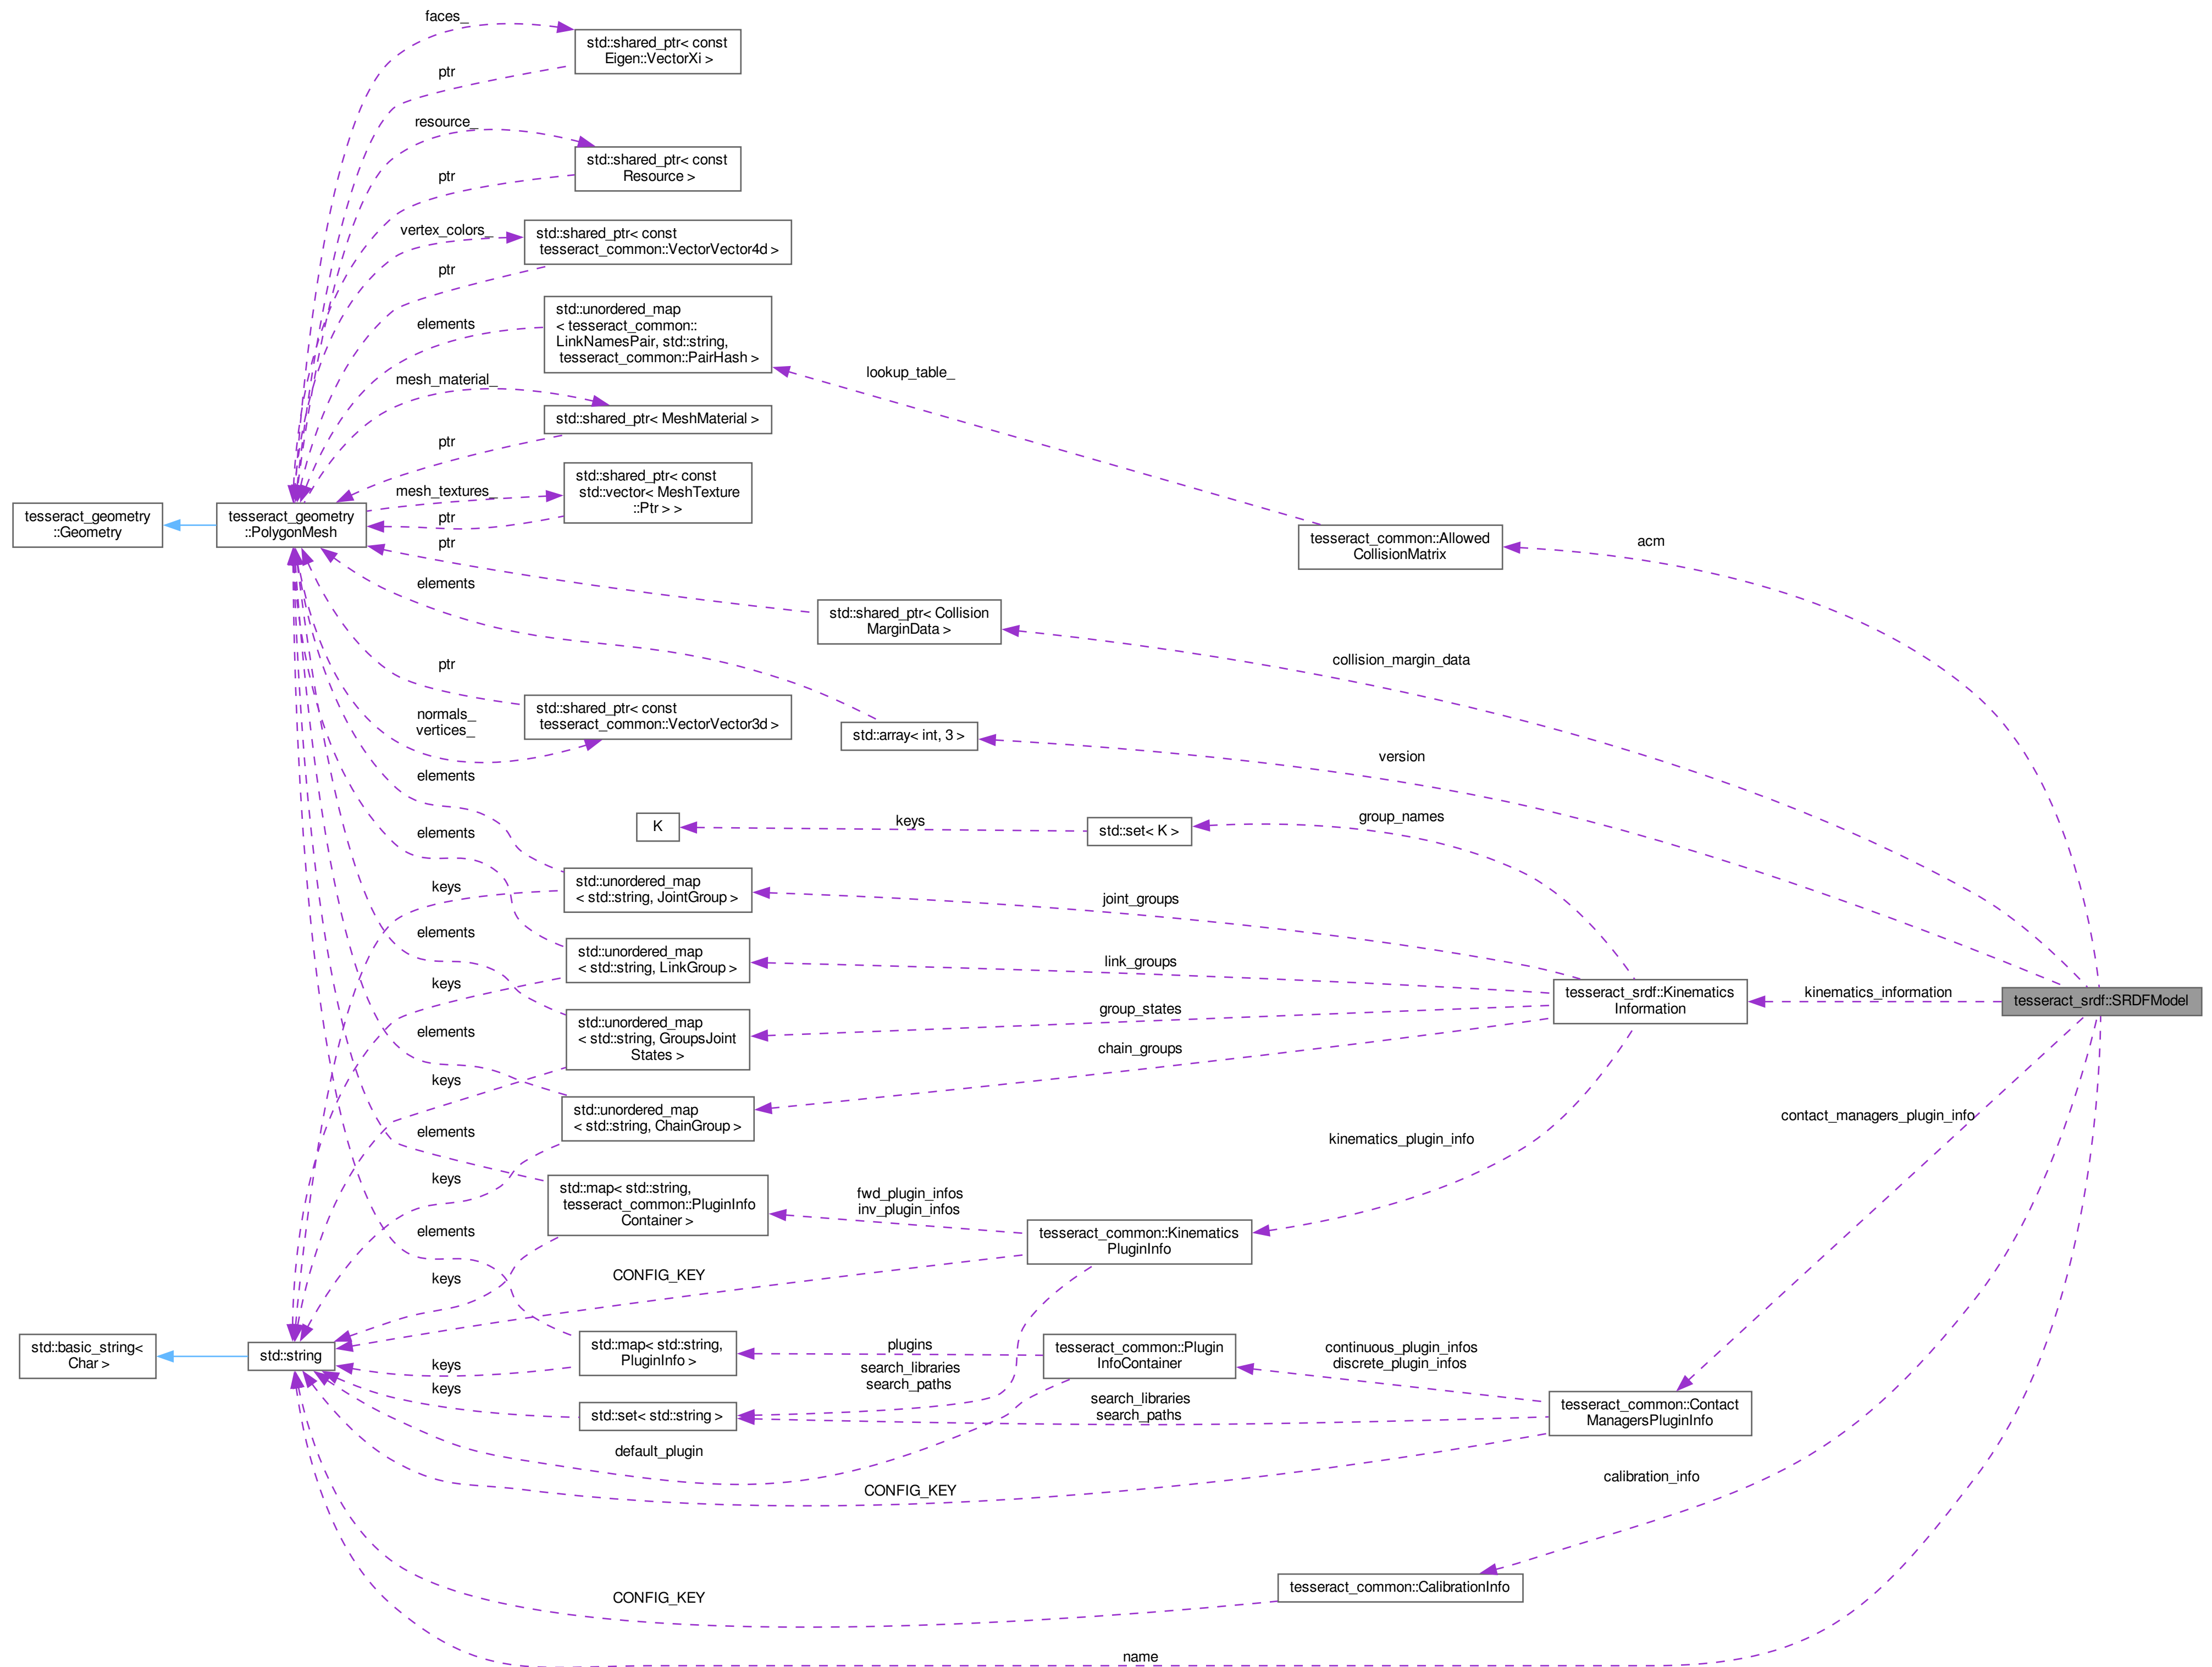 faces_
std::shared_ptr< const
Eigen::VectorXi >
ptr
resource_
std::shared_ptr< const
Resource >
ptr
vertex_colors_
std::shared_ptr< const
tesseract_common::VectorVector4d >
ptr
std::unordered_map
< tesseract_common::
LinkNamesPair, std::string,
tesseract_common::PairHash >
elements
lookup_table_
mesh_material_
std::shared_ptr< MeshMaterial >
ptr
std::shared_ptr< const
std::vector< MeshTexture
::Ptr > >
mesh_textures_
ptr
ptr
tesseract_geometry
::Geometry
tesseract_geometry
::PolygonMesh
tesseract_common::Allowed
CollisionMatrix
acm
elements
std::shared_ptr< Collision
MarginData >
collision_margin_data
ptr
std::shared_ptr< const
tesseract_common::VectorVector3d >
normals_
vertices_
std::array< int, 3 >
version
elements
K
keys
std::set< K >
group_names
elements
keys
std::unordered_map
< std::string, JointGroup >
joint_groups
elements
std::unordered_map
< std::string, LinkGroup >
link_groups
keys
tesseract_srdf::Kinematics
Information
kinematics_information
tesseract_srdf::SRDFModel
group_states
std::unordered_map
< std::string, GroupsJoint
States >
elements
chain_groups
keys
std::unordered_map
< std::string, ChainGroup >
contact_managers_plugin_info
elements
kinematics_plugin_info
keys
std::map< std::string,
tesseract_common::PluginInfo
Container >
fwd_plugin_infos
inv_plugin_infos
elements
tesseract_common::Kinematics
PluginInfo
keys
CONFIG_KEY
std::basic_string<
Char >
std::string
std::map< std::string,
PluginInfo >
plugins
tesseract_common::Plugin
InfoContainer
continuous_plugin_infos
discrete_plugin_infos
keys
search_libraries
search_paths
keys
std::set< std::string >
search_libraries
search_paths
tesseract_common::Contact
ManagersPluginInfo
default_plugin
CONFIG_KEY
calibration_info
tesseract_common::CalibrationInfo
CONFIG_KEY
name